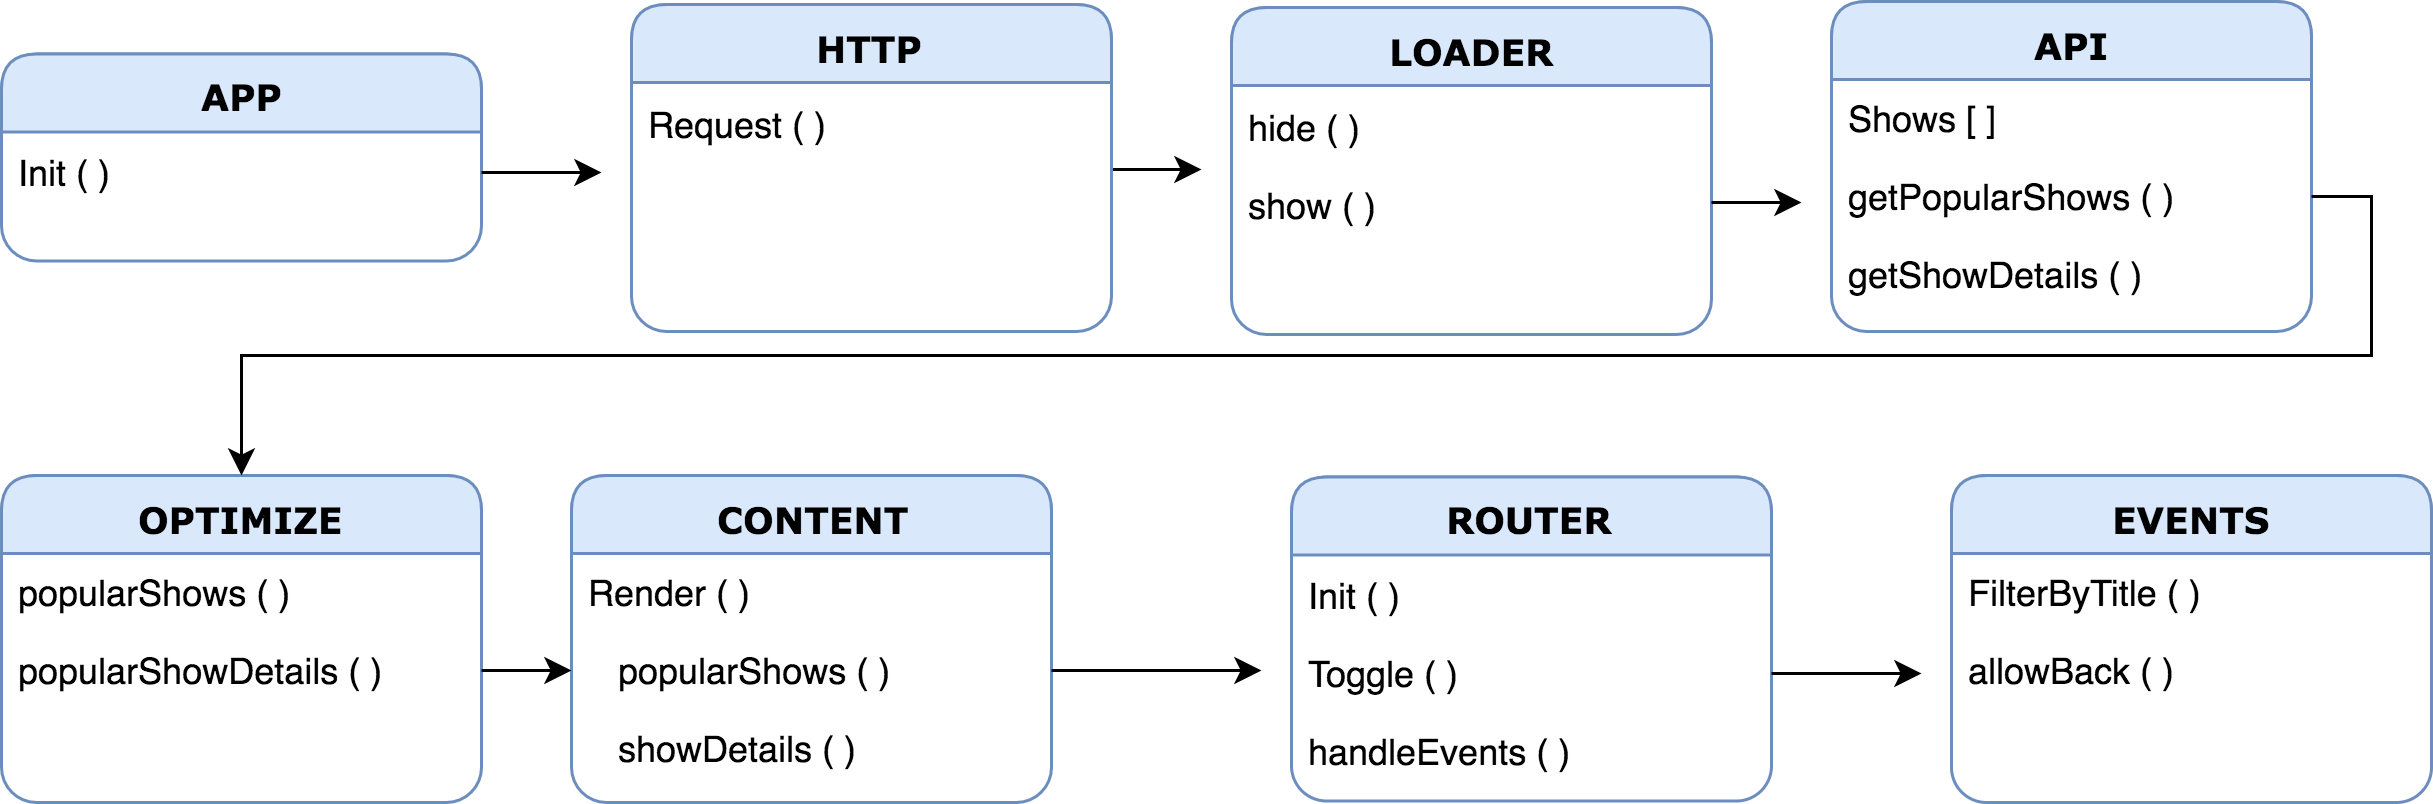 APP
Init ( )
HTTP
Request ( )
LOADER
hide ( )
show ( )
API
Shows [ ]
getPopularShows ( )
getShowDetails ( )
OPTIMIZE
popularShows ( )
popularShowDetails ( )
CONTENT
Render ( )
popularShows ( )
showDetails ( )
ROUTER
Init ( )
Toggle ( )
handleEvents ( )
EVENTS
FilterByTitle ( )
allowBack ( )